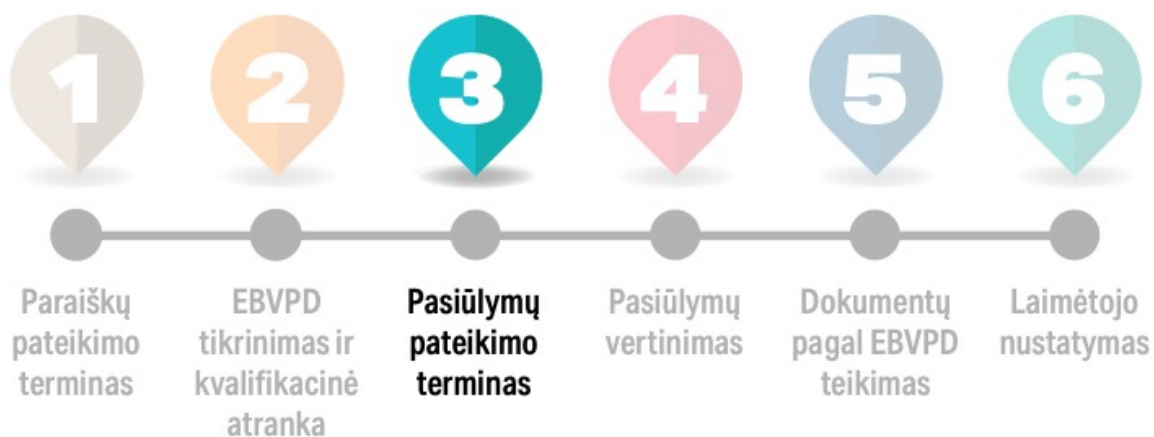 1
2
3
4
5
6
Paraiškų
pateikimo
terminas
EBVPD
tikrinimas ir
kvalifikacinė
atranka
Pasiūlymų
pateikimo
terminas
Pasiūlymų
vertinimas
Dokumentų
pagal EBVPD
teikimas
Laimėtojo
nustatymas